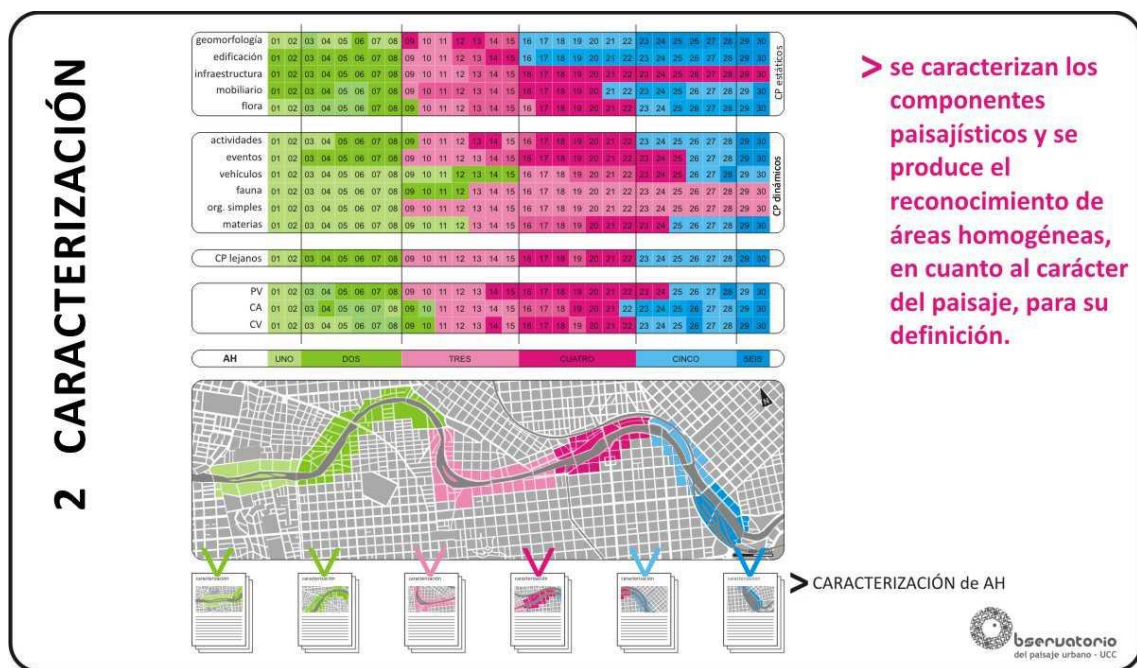 2 CARACTERIZACIÓN
geomorfología 01 02 03 04 05 06 07 08 09 10 11 12 13 14 15 16 17 18 19 20 21 22 23 24 25 26 27 28 29 30
edificación 01 02 03 04 05 06 07 08 09 10 11 12 13 14 15 16 17 18 19 20 21 22 23 24 25 26 27 28 29 30
infraestructura 01 02 03 04 05 06 07 08 09 10 11 12 13 14 15 16 17 18 19 20 21 22 23 24 25 26 27 28 29 30
mobiliario 01 02 03 04 05 06 07 08 09 10 11 12 13 14 15 16 17 18 19 20 21 22 23 24 25 26 27 28 29 30
flora 01 02 03 04 05 06 07 08 09 10 11 12 13 14 15 16 17 18 19 20 21 22 23 24 25 26 27 28 29 30
CP estáticos
actividades 01 02 03 04 05 06 07 08 09 10 11 12 13 14 15 16 17 18 19 20 21 22 23 24 25 26 27 28 29 30
eventos 01 02 03 04 05 06 07 08 09 10 11 12 13 14 15 16 17 18 19 20 21 22 23 24 25 26 27 28 29 30
vehículos 01 02 03 04 05 06 07 08 09 10 11 12 13 14 15 16 17 18 19 20 21 22 23 24 25 26 27 28 29 30
fauna 01 02 03 04 05 06 07 08 09 10 11 12 13 14 15 16 17 18 19 20 21 22 23 24 25 26 27 28 29 30
org. simples 01 02 03 04 05 06 07 08 09 10 11 12 13 14 15 16 17 18 19 20 21 22 23 24 25 26 27 28 29 30
materias 01 02 03 04 05 06 07 08 09 10 11 12 13 14 15 16 17 18 19 20 21 22 23 24 25 26 27 28 29 30
CP dinámicos
CP lejanos 01 02 03 04 05 06 07 08 09 10 11 12 13 14 15 16 17 18 19 20 21 22 23 24 25 26 27 28 29 30
PV 01 02 03 04 05 06 07 08 09 10 11 12 13 14 15 16 17 18 19 20 21 22 23 24 25 26 27 28 29 30
CA 01 02 03 04 05 06 07 08 09 10 11 12 13 14 15 16 17 18 19 20 21 22 23 24 25 26 27 28 29 30
CV 01 02 03 04 05 06 07 08 09 10 11 12 13 14 15 16 17 18 19 20 21 22 23 24 25 26 27 28 29 30
AH UNO DOS TRES CUATRO CINCO SEIS
N
CARACTERIZACIÓN CARACTERIZACIÓN CARACTERIZACIÓN CARACTERIZACIÓN CARACTERIZACIÓN CARACTERIZACIÓN
> CARACTERIZACIÓN de AH
> se caracterizan los
componentes
paisajísticos y se
produce el
reconocimiento de
áreas homogéneas,
en cuanto al carácter
del paisaje, para su
definición.
Observatorio
del paisaje urbano - UCC